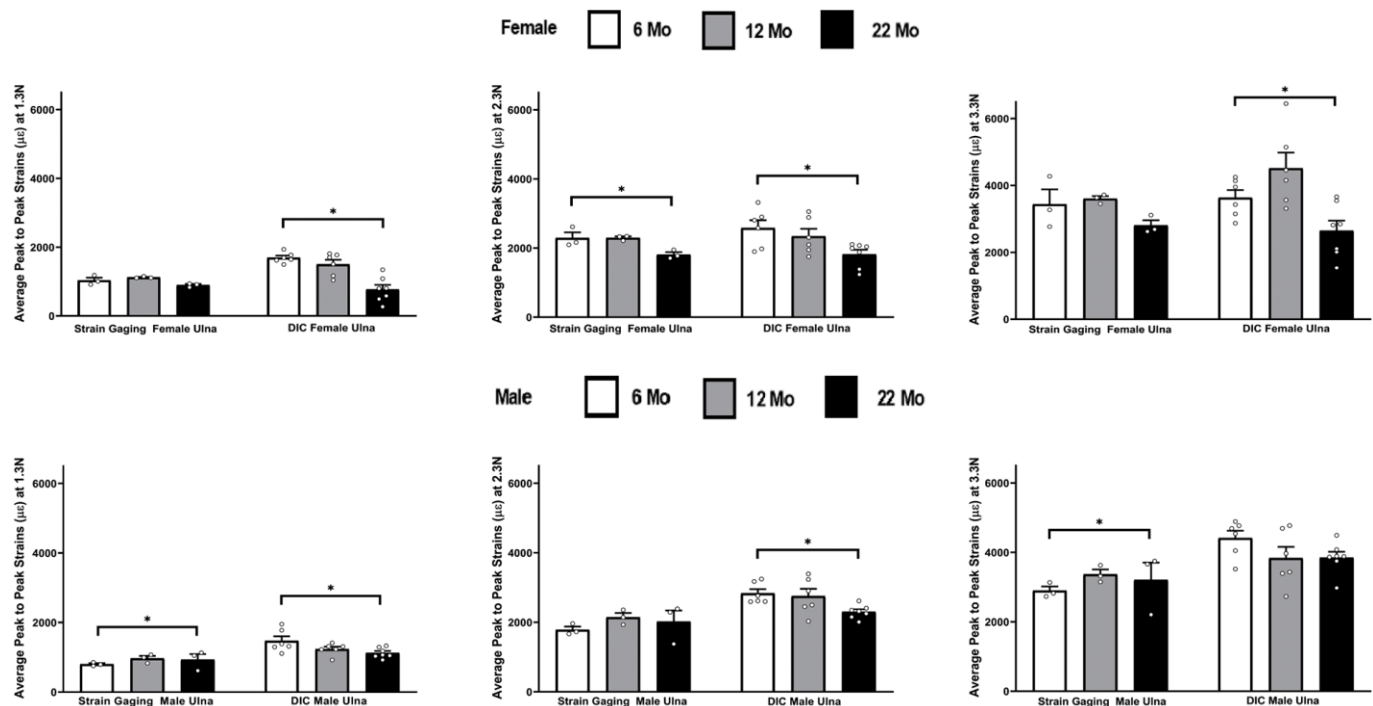 Female 6 Mo 12 Mo 22 Mo
Average Peak to Peak Strains (με) at 1.3N
6000
4000
2000
0
*
Strain Gaging Female Ulna DIC Female Ulna
Average Peak to Peak Strains (με) at 2.3N
6000
4000
2000
0
*
*
Strain Gaging Female Ulna DIC Female Ulna
Average Peak to Peak Strains (με) at 3.3N
6000
4000
2000
0
*
Strain Gaging Female Ulna DIC Female Ulna
Male 6 Mo 12 Mo 22 Mo
Average Peak to Peak Strains (με) at 1.3N
6000
4000
2000
0
*
*
Strain Gaging Male Ulna DIC Male Ulna
Average Peak to Peak Strains (με) at 2.3N
6000
4000
2000
0
*
Strain Gaging Male Ulna DIC Male Ulna
Average Peak to Peak Strains (με) at 3.3N
6000
4000
2000
0
*
Strain Gaging Male Ulna DIC Male Ulna